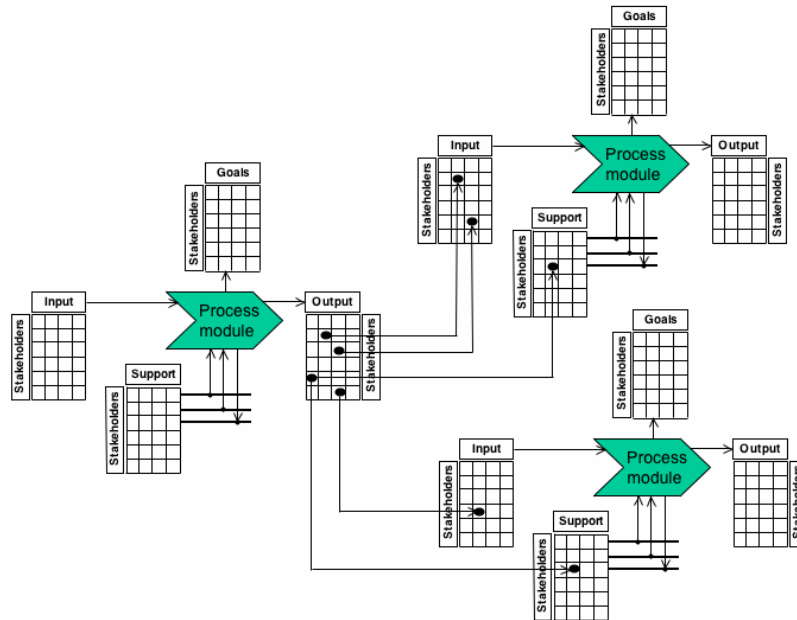 Goals
Stakeholders
Input
Stakeholders
Process
module
Output
Stakeholders
Support
Stakeholders
Goals
Stakeholders
Input
Stakeholders
Process
module
Output
Stakeholders
Support
Stakeholders
Goals
Stakeholders
Input
Stakeholders
Process
module
Output
Stakeholders
Support
Stakeholders